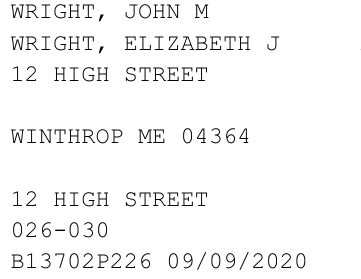 WRIGHT, JOHN M
WRIGHT, ELIZABETH J
12 HIGH STREET
WINTHROP ME 04364
12 HIGH STREET
026-030
B13702P226 09/09/2020